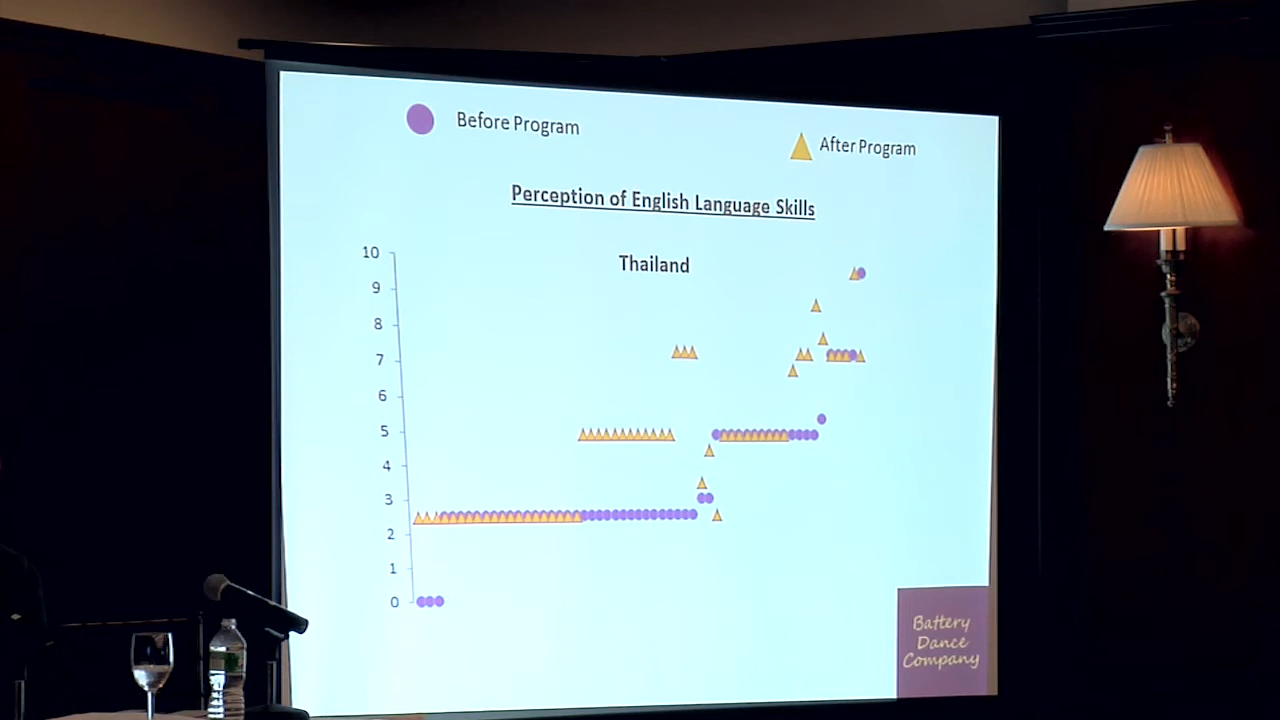 Before Program
After Program
Perception of English Language Skills
Thailand
10
9
8
7
6
5
4
3
2
1
0
Battery
Dance
Company